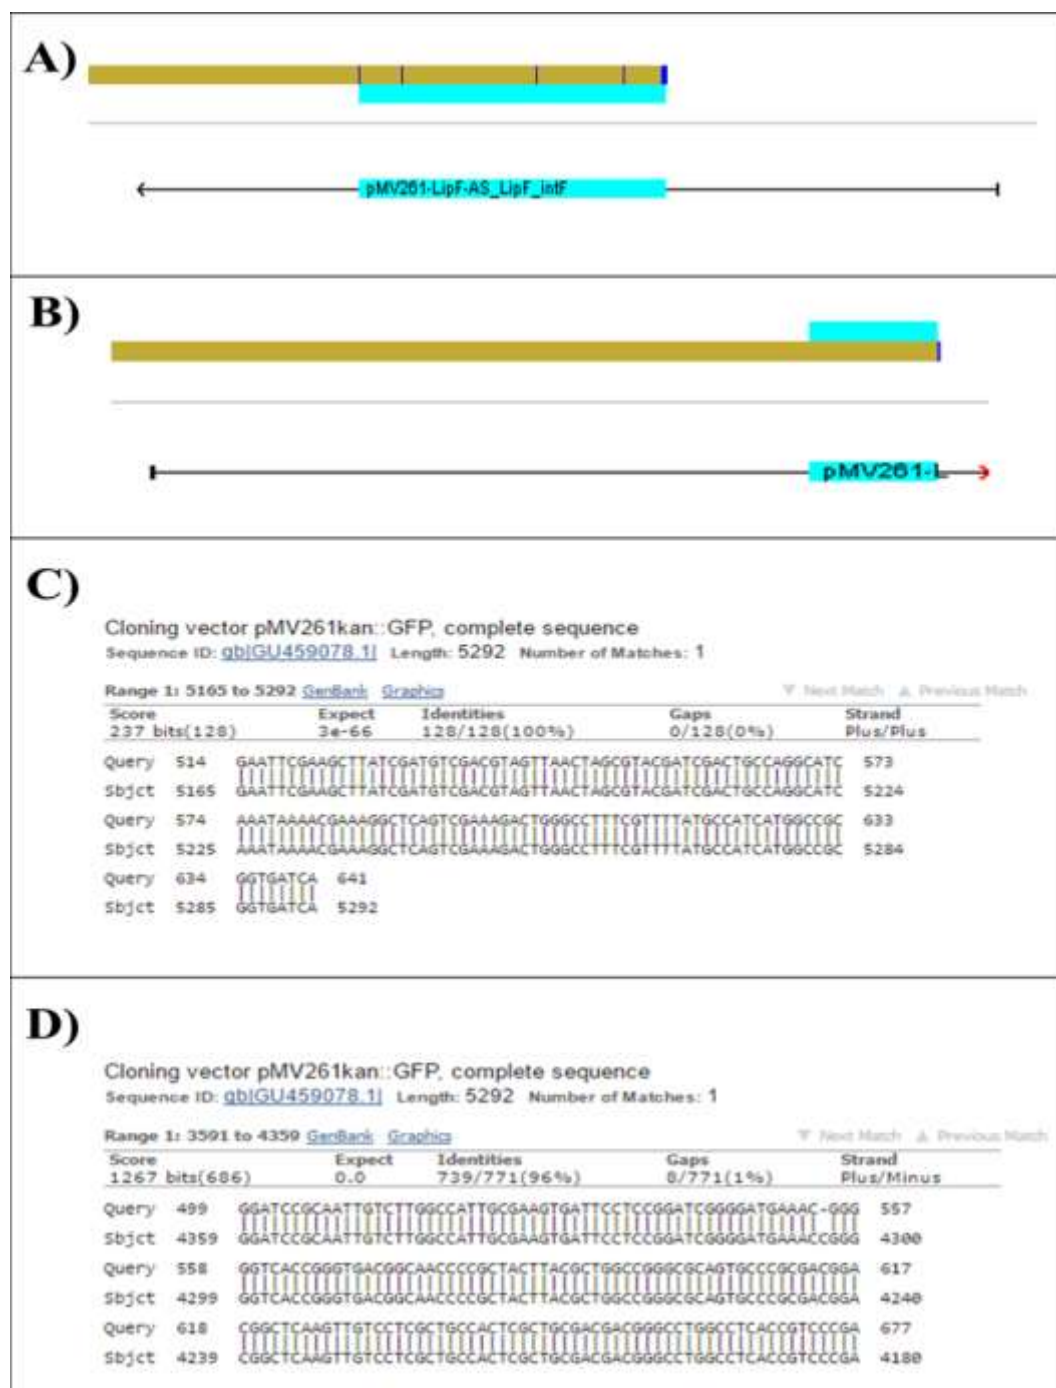 A)
pMV261-LipF-AS_LipF_intF
B)
pMV261-L
C)
Cloning vector pMV261kan::GFP, complete sequence
Sequence ID: gb|GU459078.1| Length: 5292 Number of Matches: 1
Range 1: 5165 to 5292 GenBank Graphics Next Match Previous Match
Score Expect Identities Gaps Strand
237 bits(128) 3e-66 128/128(100%) 0/128(0%) Plus/Plus
Query 514 GAATTCGAAGCTTATCGATGTCGACGTAGTTAACTAGCGTACGATCGACTGCCAGGCATC 573
Sbjct 5165 GAATTCGAAGCTTATCGATGTCGACGTAGTTAACTAGCGTACGATCGACTGCCAGGCATC 5224
Query 574 AAATAAAACGAAAGGCTCAGTCGAAAGACTGGGCCTTTCGTTTTATGCCATCATGGCCGC 633
Sbjct 5225 AAATAAAACGAAAGGCTCAGTCGAAAGACTGGGCCTTTCGTTTTATGCCATCATGGCCGC 5284
Query 634 GGTGATCA 641
Sbjct 5285 GGTGATCA 5292
D)
Cloning vector pMV261kan::GFP, complete sequence
Sequence ID: gb|GU459078.1| Length: 5292 Number of Matches: 1
Range 1: 3591 to 4359 GenBank Graphics Next Match Previous Match
Score Expect Identities Gaps Strand
1267 bits(686) 0.0 739/771(96%) 8/771(1%) Plus/Minus
Query 499 GGATCCGCAATTGTCTTGGCCATTGCGAAGTGATTCCTCCGGATCGGGGATGAAAC-GGG 557
Sbjct 4359 GGATCCGCAATTGTCTTGGCCATTGCGAAGTGATTCCTCCGGATCGGGGATGAAACCGGG 4300
Query 558 GGTCACCGGGTGACGGCAACCCCGCTACTTACGCTGGCCGGGCGCAGTGCCCGCGACGGA 617
Sbjct 4299 GGTCACCGGGTGACGGCAACCCCGCTACTTACGCTGGCCGGGCGCAGTGCCCGCGACGGA 4240
Query 618 CGGCTCAAGTTGTCCTCGCTGCCACTCGCTGCGACGACGGGCCTGGCCTCACCGTCCCGA 677
Sbjct 4239 CGGCTCAAGTTGTCCTCGCTGCCACTCGCTGCGACGACGGGCCTGGCCTCACCGTCCCGA 4180